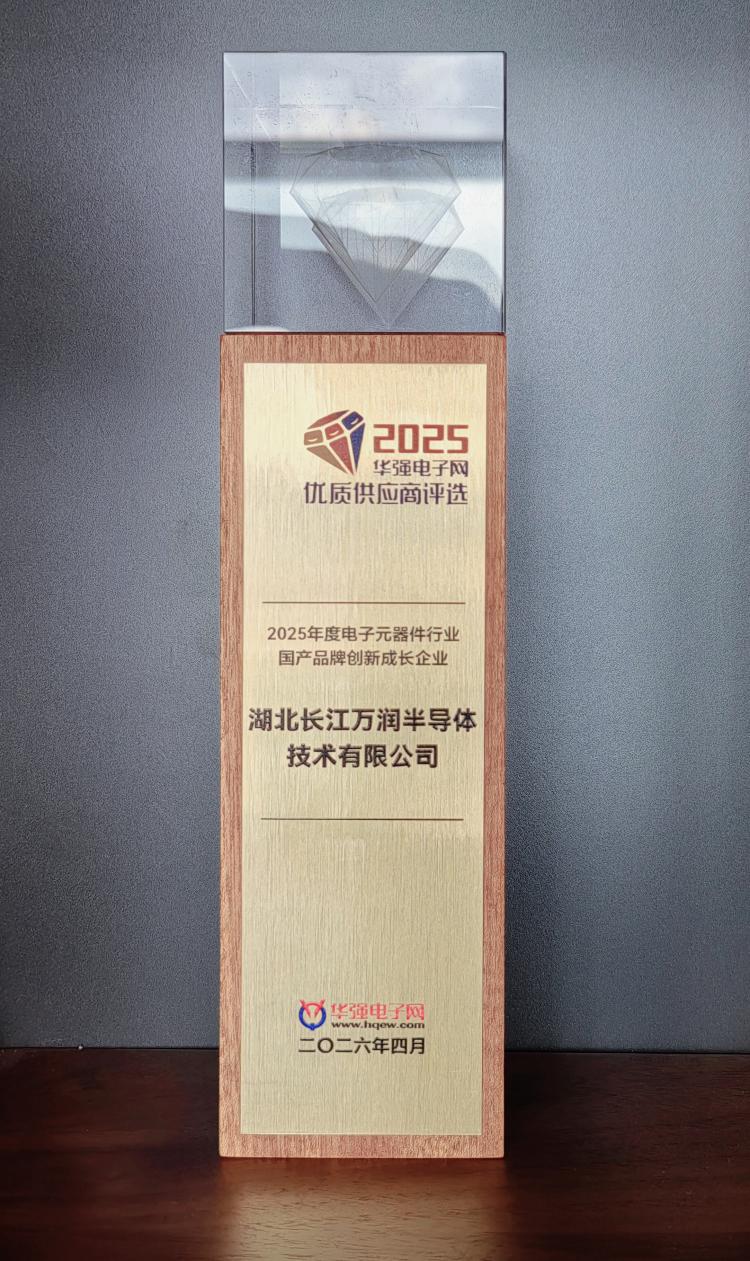 2025
华强电子网
优质供应商评选
2025年度电子元器件行业
国产品牌创新成长企业
湖北长江万润半导体
技术有限公司
华强电子网
www.hqew.com
二〇二六年四月